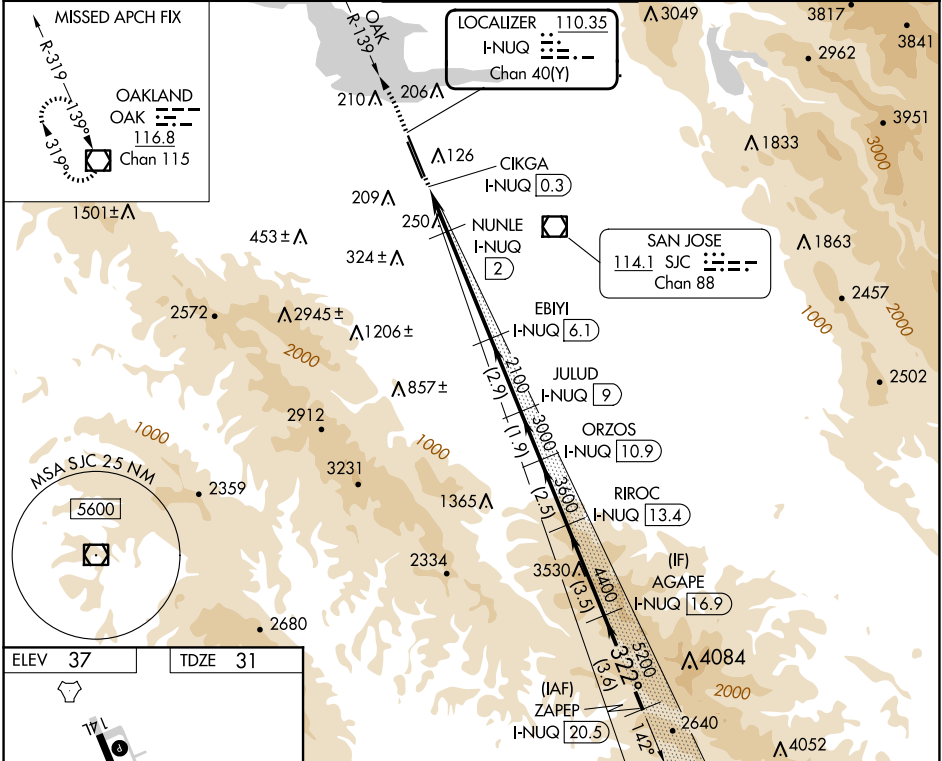 MISSED APCH FIX
R-319
139°
319°
OAKLAND
OAK
116.8
Chan 115
OAK
R-139
LOCALIZER 110.35
I-NUQ
Chan 40(Y)
3049
3817
3841
2962
3951
3000
1833
210
206
126
CIKGA
I-NUQ 0.3
209
250
NUNLE
I-NUQ
2
1501±
453±
324±
SAN JOSE
114.1 SJC
Chan 88
1863
2457
1000
2000
2502
2572
2945±
1206±
2000
857±
EBIYI
I-NUQ 6.1
2100
(2.9)
JULUD
I-NUQ 9
3000
(1.9)
ORZOS
I-NUQ 10.9
3600
(2.5)
RIROC
I-NUQ 13.4
4400
(3.5)
(IF)
AGAPE
I-NUQ 16.9
5200
(3.6)
322°
(IAF)
ZAPEP
I-NUQ 20.5
142°
2912
1000
1000
3231
2359
1365
2334
3530
2680
4084
2000
2640
4052
MSA SJC 25 NM
5600
ELEV 37
TDZE 31
14L
P